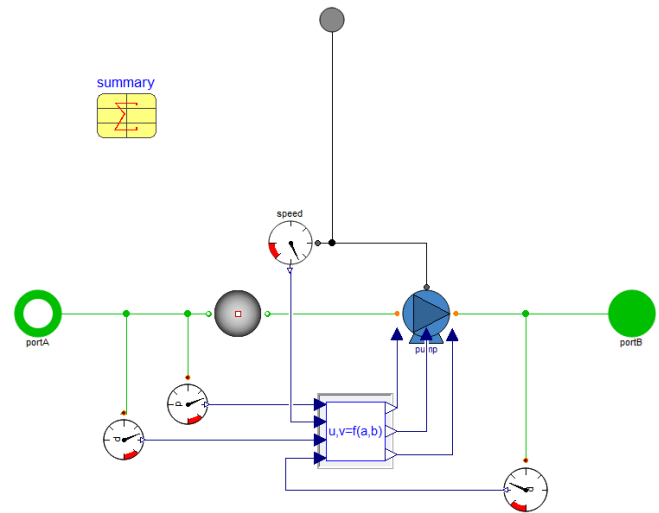 summary
speed
portA
pump
portB
p
u,v=f(a,b)
p
p